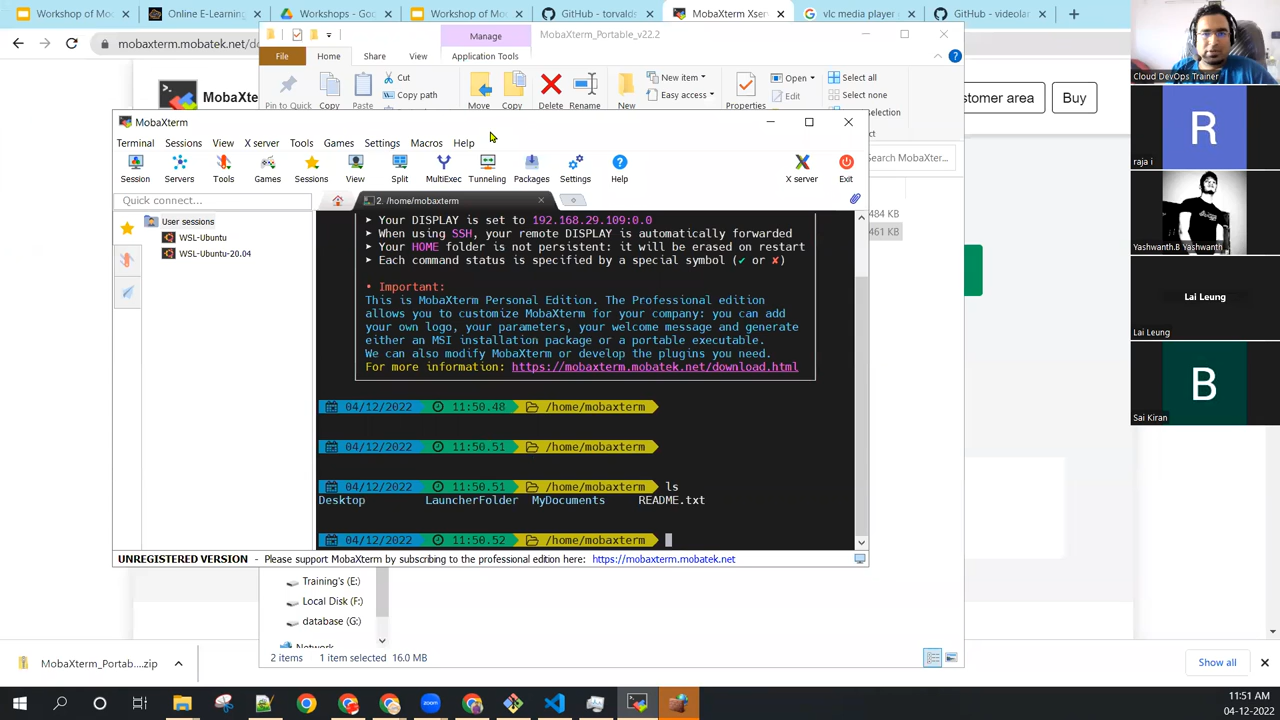 Online E-Learning
GitHub - torvalds
MobaXterm Xserv
vlc media player
GitHub - videolar
mobaxterm.mobatek.net/do
MobaXte
stomer area
Buy
Manage
MobaXterm_Portable_v22.2
File
Home
Share
View
Application Tools
Pin to Quick
Copy
Paste
Cut
Copy path
Move
Copy
Delete
Rename
New
New item
Easy access
Properties
Open
Edit
Select all
Select none
selection
Search MobaXter...
484 KB
461 KB
MobaXterm
Terminal
Sessions
View
X server
Tools
Games
Settings
Macros
Help
Session
Servers
Tools
Games
Sessions
View
Split
MultiExec
Tunneling
Packages
Settings
Help
X server
Exit
Quick connect...
2. /home/mobaxterm
User sessions
WSL-Ubuntu
WSL-Ubuntu-20.04
➤ Your DISPLAY is set to 192.168.29.109:0.0
➤ When using SSH, your remote DISPLAY is automatically forwarded
➤ Your HOME folder is not persistent: it will be erased on restart
➤ Each command status is specified by a special symbol (✔ or ✘)
• Important:
This is MobaXterm Personal Edition. The Professional edition
allows you to customize MobaXterm for your company: you can add
your own logo, your parameters, your welcome message and generate
either an MSI installation package or a portable executable.
We can also modify MobaXterm or develop the plugins you need.
For more information: https://mobaxterm.mobatek.net/download.html
04/12/2022 11:50.48 /home/mobaxterm
04/12/2022 11:50.51 /home/mobaxterm
04/12/2022 11:50.51 /home/mobaxterm ls
Desktop LauncherFolder MyDocuments README.txt
04/12/2022 11:50.52 /home/mobaxterm
UNREGISTERED VERSION - Please support MobaXterm by subscribing to the professional edition here: https://mobaxterm.mobatek.net
Training's (E:)
Local Disk (F:)
database (G:)
2 items
1 item selected 16.0 MB
MobaXterm_Portab....zip
Show all
11:51 AM
04-12-2022
Cloud DevOps Trainer
R
raja i
Yashwanth.B Yashwanth
Lai Leung
Lai Leung
B
Sai Kiran